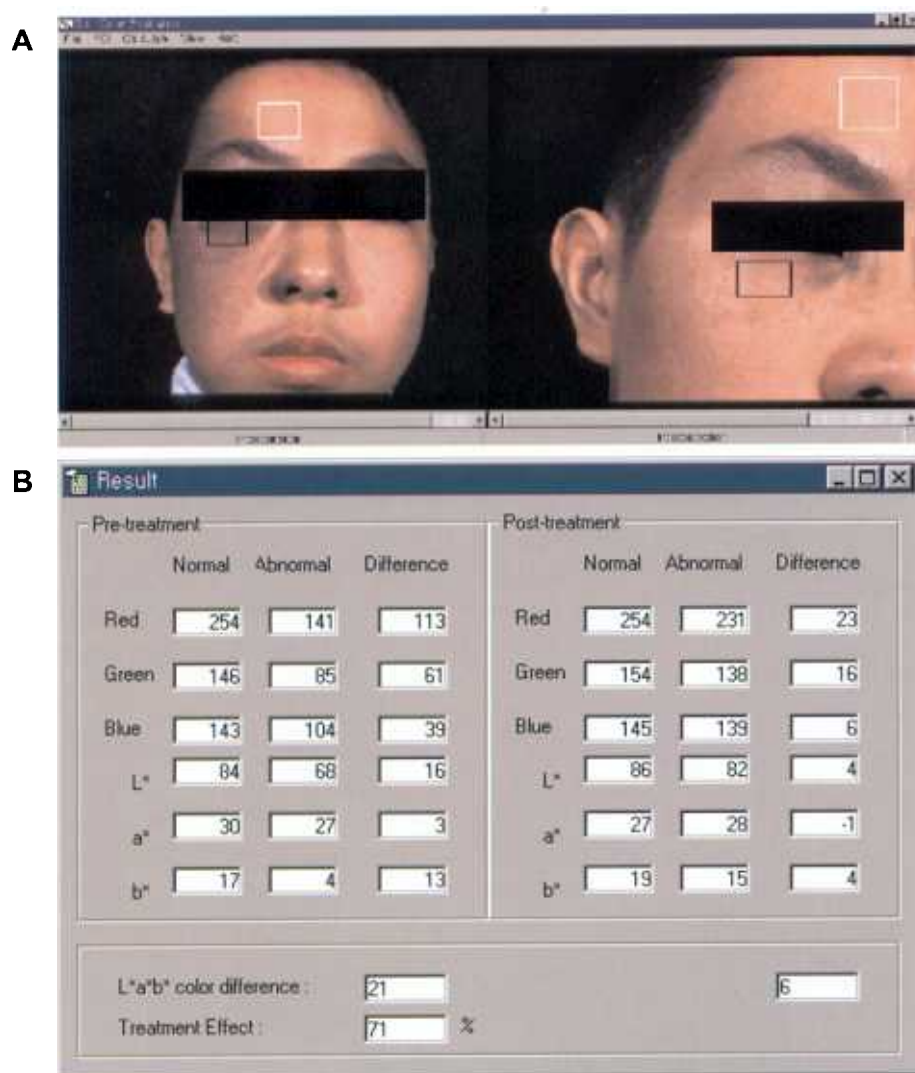 A
B
Result
Pre-treatment
Post-treatment
Normal Abnormal Difference
Normal Abnormal Difference
Red 254 141 113
Red 254 231 23
Green 146 85 61
Green 154 138 16
Blue 143 104 39
Blue 145 139 6
L* 84 68 16
L* 86 82 4
a* 30 27 3
a* 27 28 -1
b* 17 4 13
b* 19 15 4
L*a*b* color difference : 21 6
Treatment Effect : 71 %